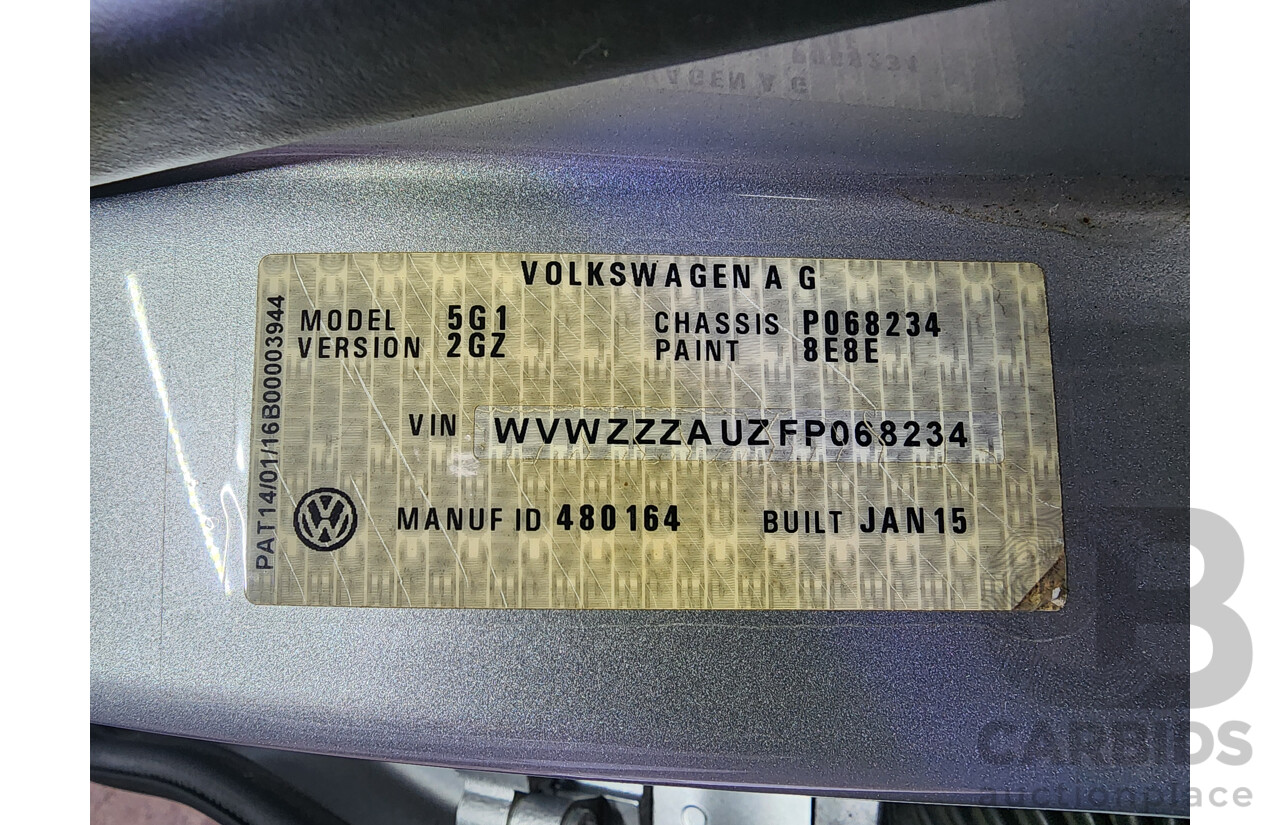 VOLKSWAGEN AG
MODEL 5G1 CHASSIS P068234
VERSION 2GZ PAINT 8E8E
VIN WVWZZZAUZFP068234
MANUF ID 480164 BUILT JAN15
PAT14/01/16B00003944
B
CARBIDS
auctionplace